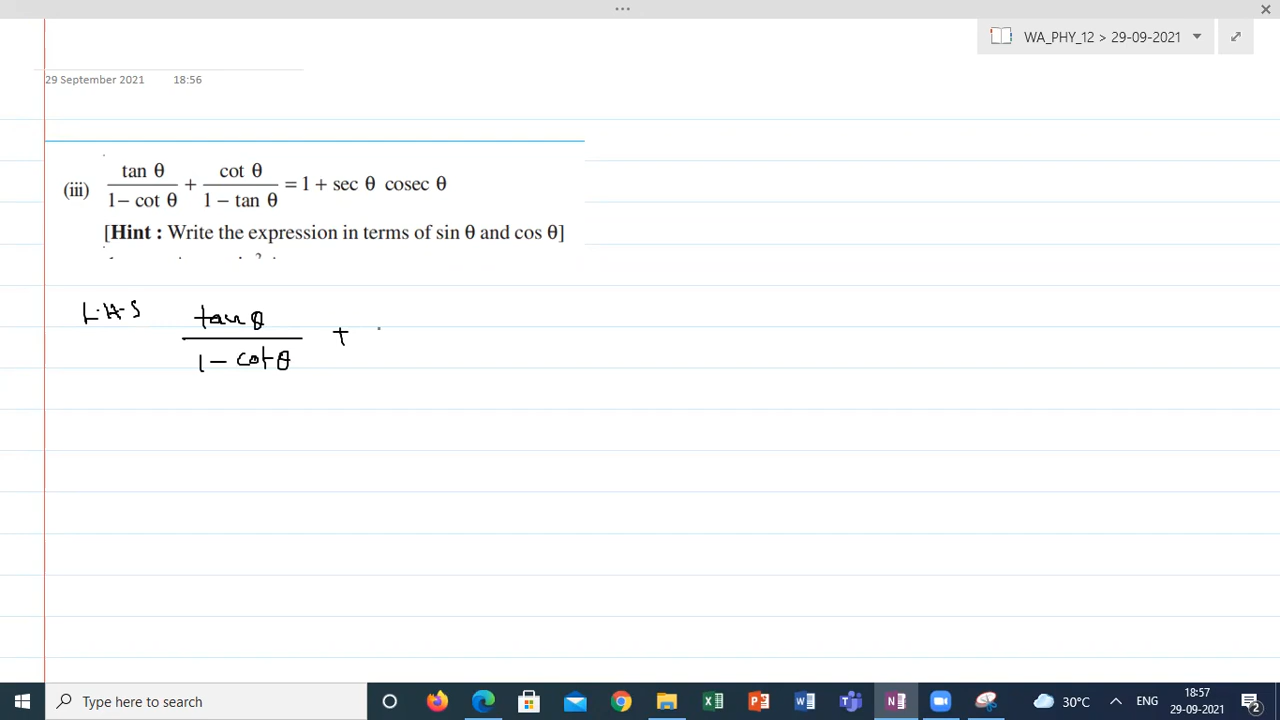 ...
WA_PHY_12 > 29-09-2021
29 September 2021 18:56
(iii) tan θ / 1– cot θ + cot θ / 1 – tan θ = 1 + sec θ cosec θ
[Hint : Write the expression in terms of sin θ and cos θ]
L.H.S tan θ / 1 – cot θ +
Type here to search
30°C
ENG
18:57
29-09-2021
2